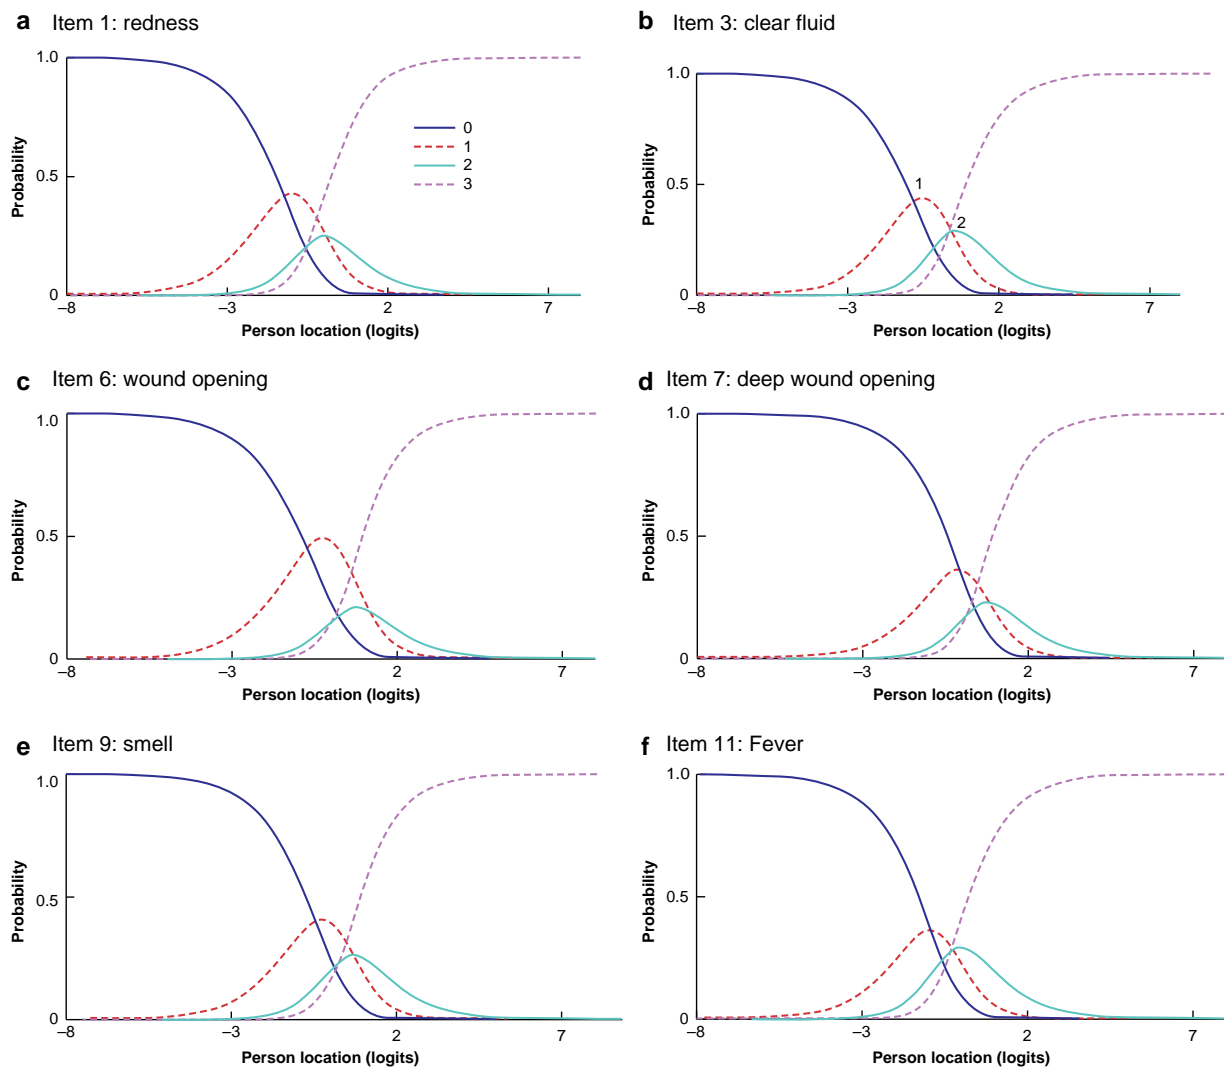 a Item 1: redness
1.0
0.5
0
Probability
–8
–3
2
7
Person location (logits)
0
1
2
3
b Item 3: clear fluid
1.0
0.5
0
Probability
1
2
–8
–3
2
7
Person location (logits)
c Item 6: wound opening
1.0
0.5
0
Probability
–8
–3
2
7
Person location (logits)
d Item 7: deep wound opening
1.0
0.5
0
Probability
–8
–3
2
7
Person location (logits)
e Item 9: smell
1.0
0.5
0
Probability
–8
–3
2
7
Person location (logits)
f Item 11: Fever
1.0
0.5
0
Probability
–8
–3
2
7
Person location (logits)